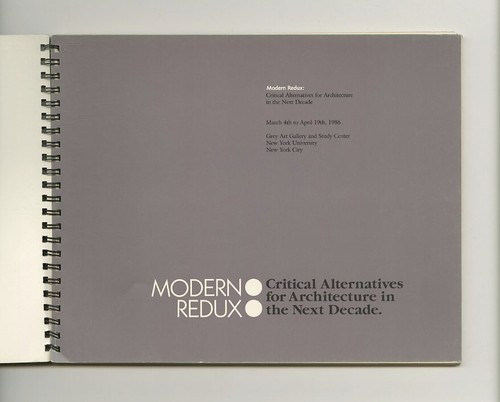 Modern Redux:
Critical Alternatives for Architecture
in the Next Decade
March 4th to April 19th, 1986
Grey Art Gallery and Study Center
New York University
New York City
MODERN
REDUX
Critical Alternatives
for Architecture in
the Next Decade.